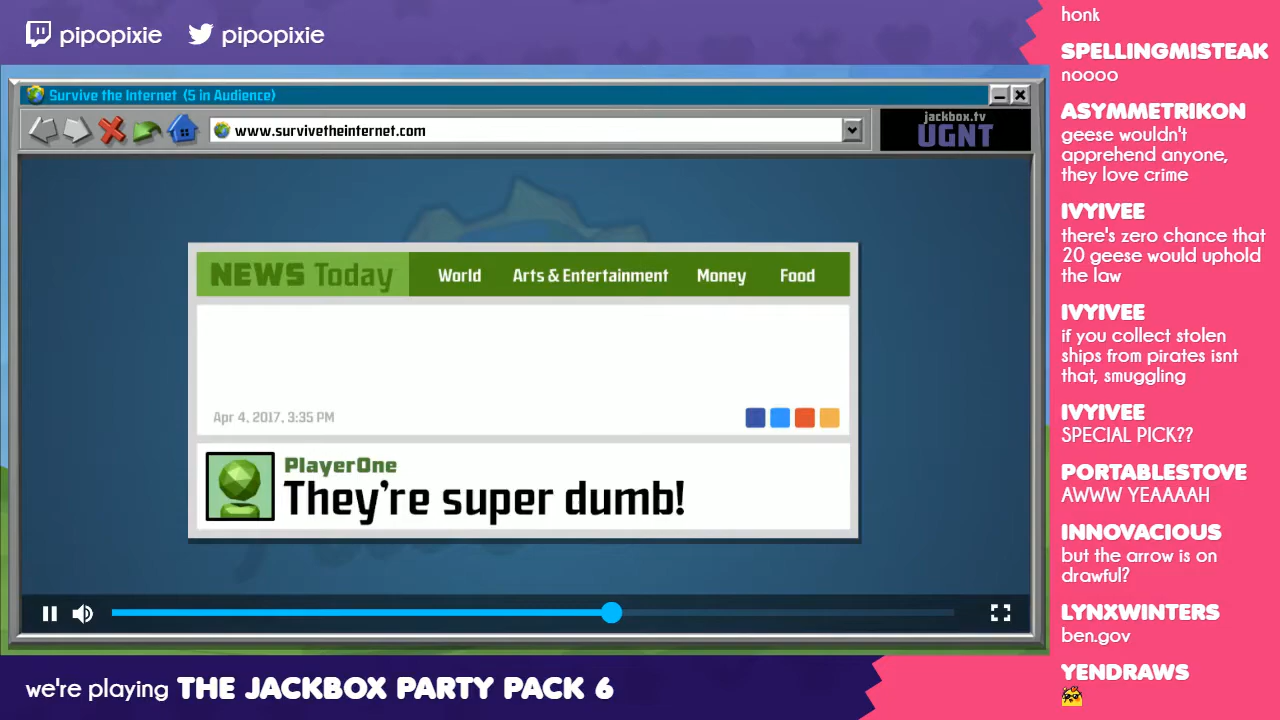 pipopixie pipopixie
Survive the Internet (5 in Audience)
www.survivetheinternet.com
jackbox.tv
UGNT
NEWS Today World Arts & Entertainment Money Food
Apr 4, 2017, 3:35 PM
PlayerOne
They're super dumb!
we're playing THE JACKBOX PARTY PACK 6
honk
SPELLINGMISTEAK
noooo
ASYMMETRIKON
geese wouldn't
apprehend anyone,
they love crime
IVYIVEE
there's zero chance that
20 geese would uphold
the law
IVYIVEE
if you collect stolen
ships from pirates isnt
that, smuggling
IVYIVEE
SPECIAL PICK??
PORTABLESTOVE
AWWW YEAAAAH
INNOVACIOUS
but the arrow is on
drawful?
LYNXWINTERS
ben.gov
YENDRAWS